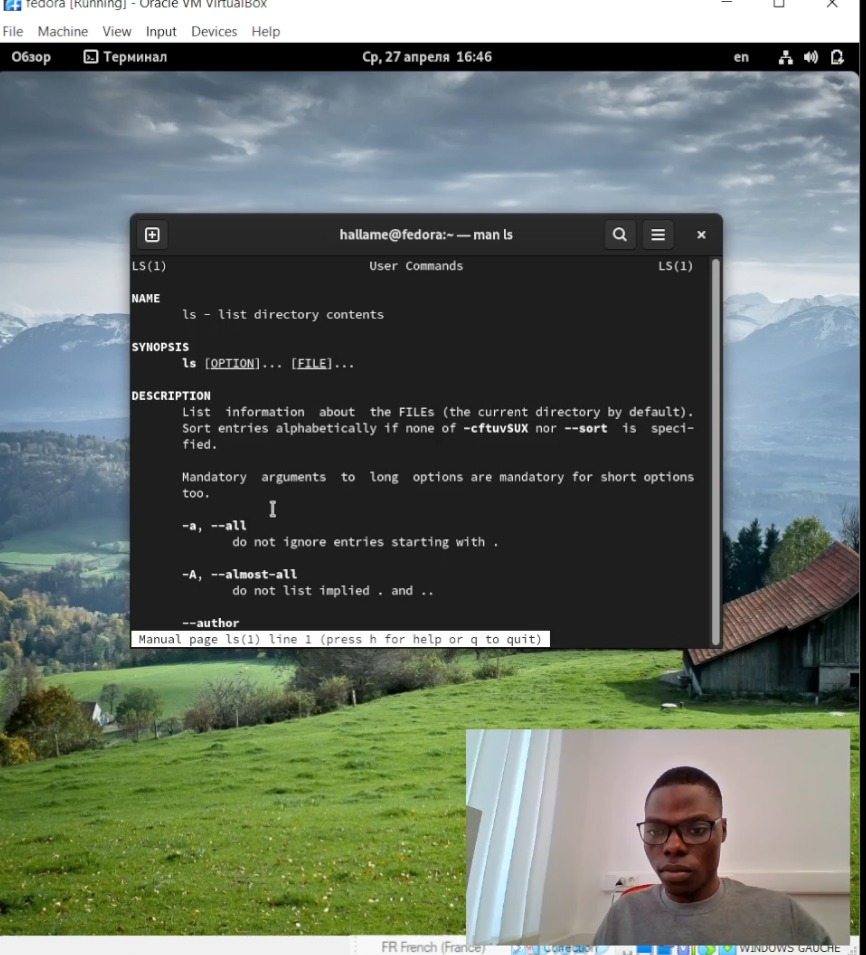 fedora [Running] - Oracle VM VirtualBox
File Machine View Input Devices Help
Обзор Терминал Ср, 27 апреля 16:46 en
hallame@fedora:~ — man ls
LS(1) User Commands LS(1)
NAME
ls - list directory contents
SYNOPSIS
ls [OPTION]... [FILE]...
DESCRIPTION
List information about the FILEs (the current directory by default).
Sort entries alphabetically if none of -cftuvSUX nor --sort is speci-
fied.
Mandatory arguments to long options are mandatory for short options
too.
-a, --all
do not ignore entries starting with .
-A, --almost-all
do not list implied . and ..
--author
Manual page ls(1) line 1 (press h for help or q to quit)
FR French (France) Correction WINDOWS GAUCHE